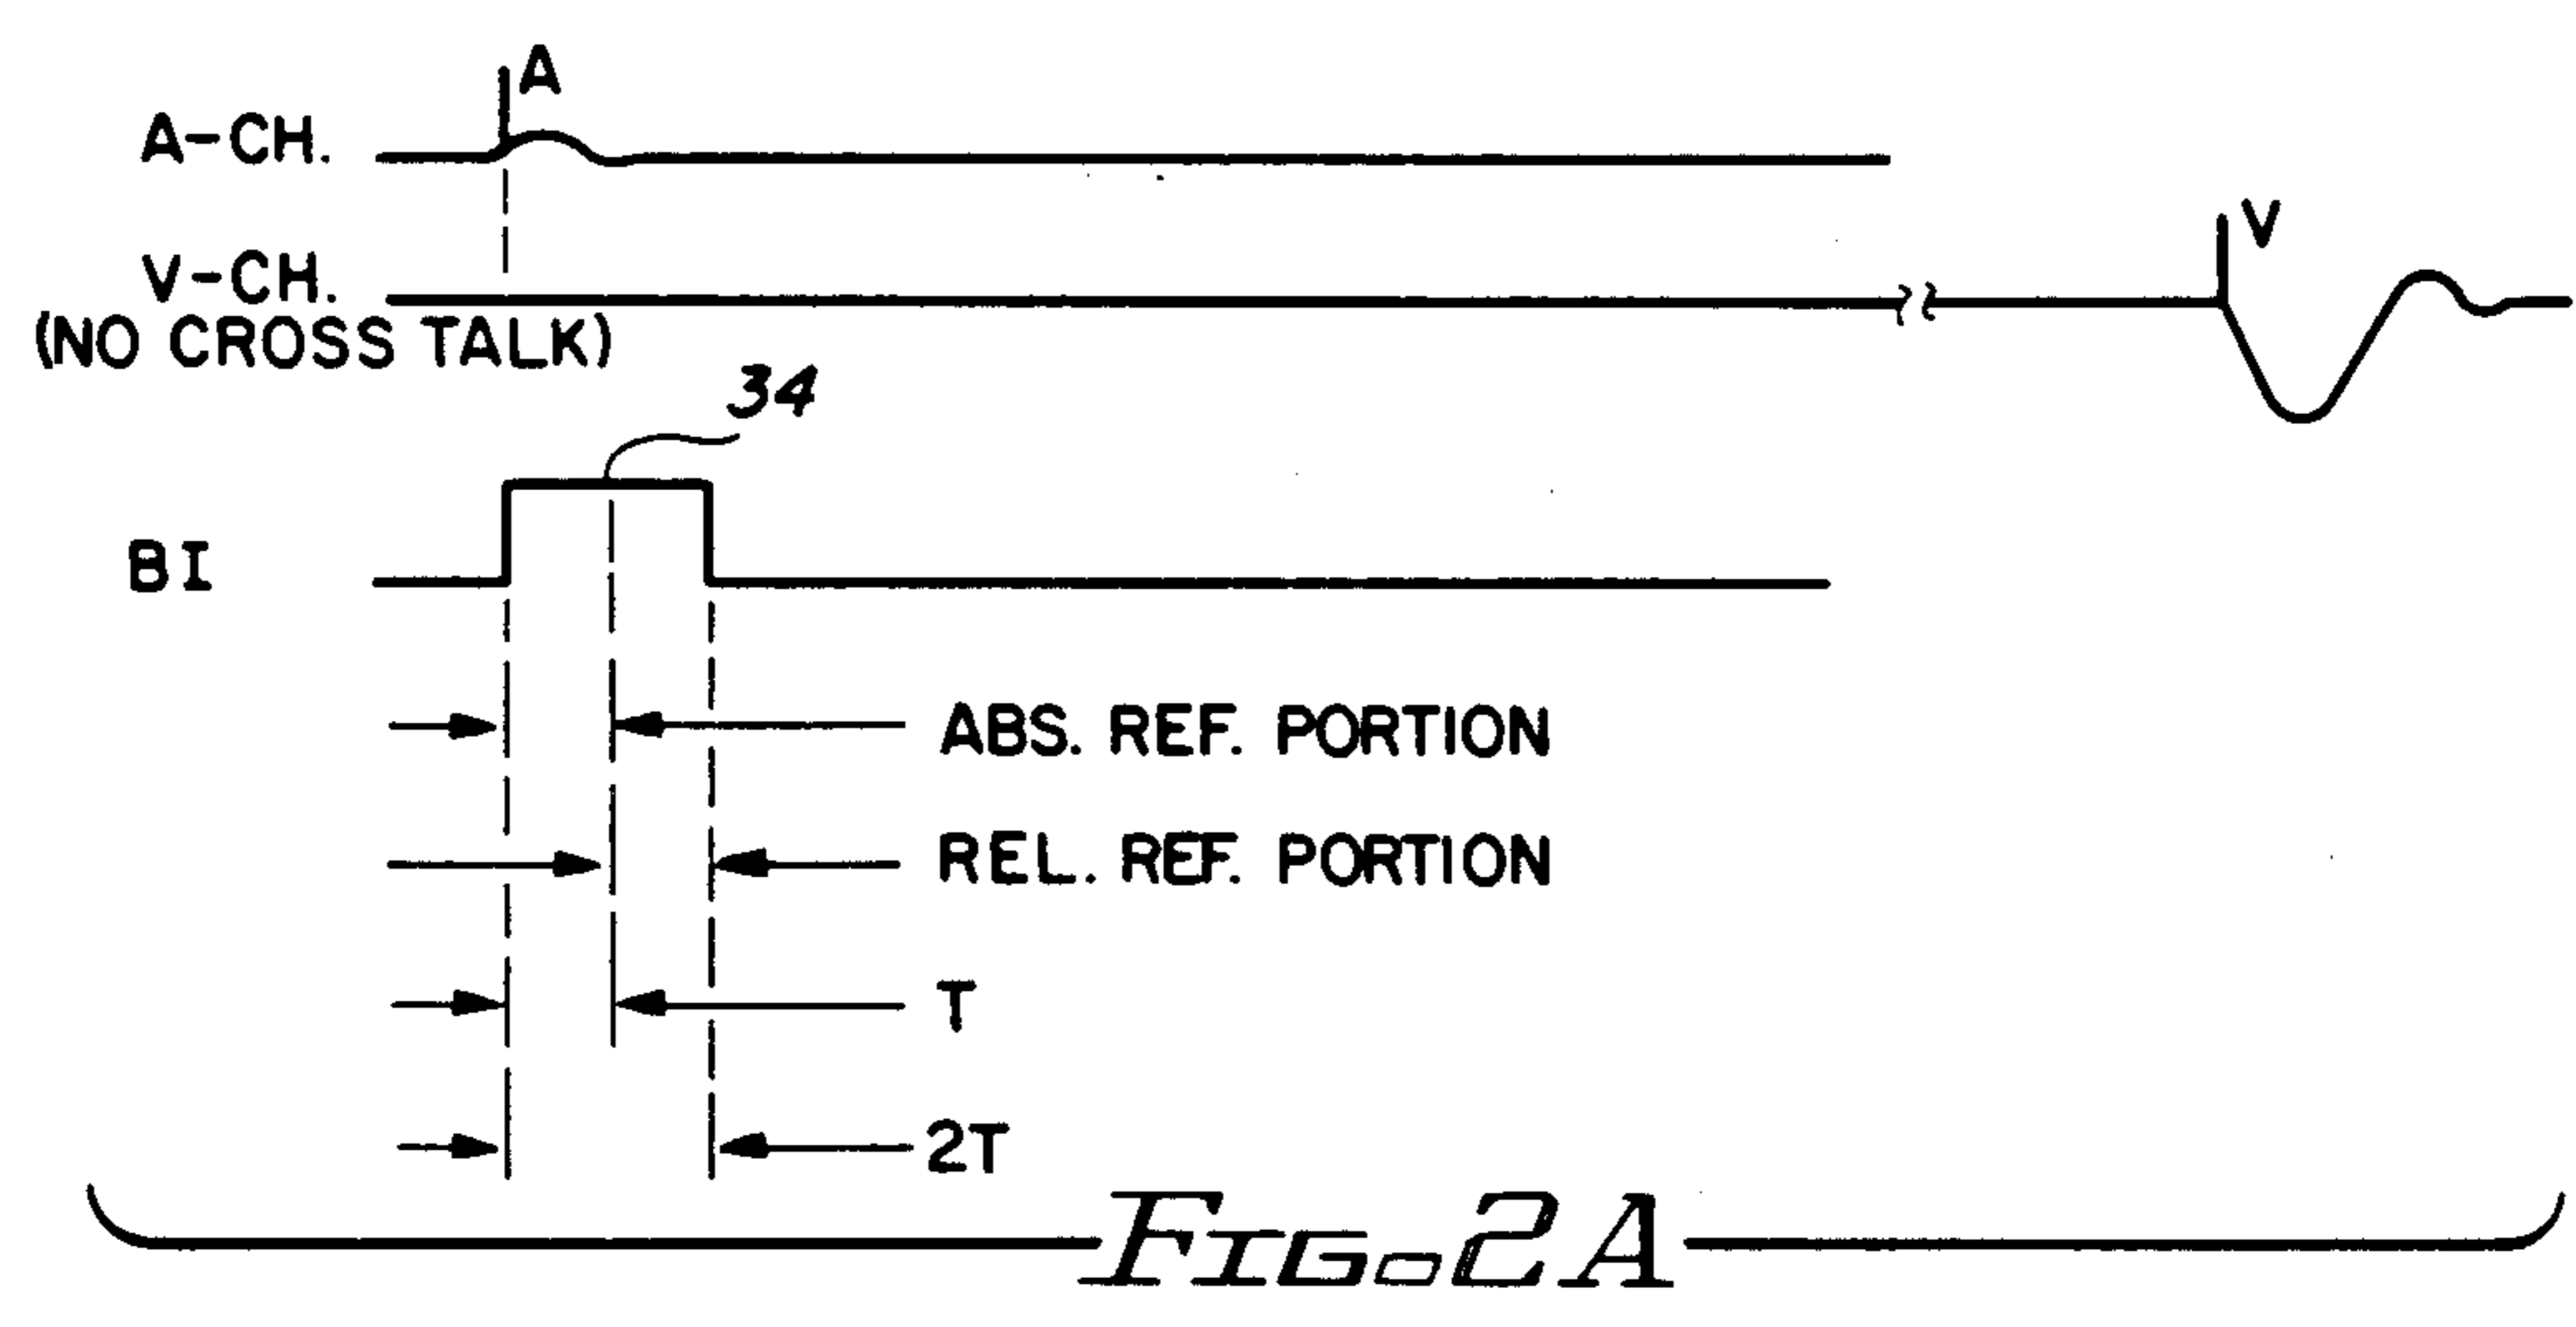 A
A-CH.
V
V-CH.
(NO CROSS TALK)
34
BI
ABS. REF. PORTION
REL. REF. PORTION
T
2T
FIG. 2A